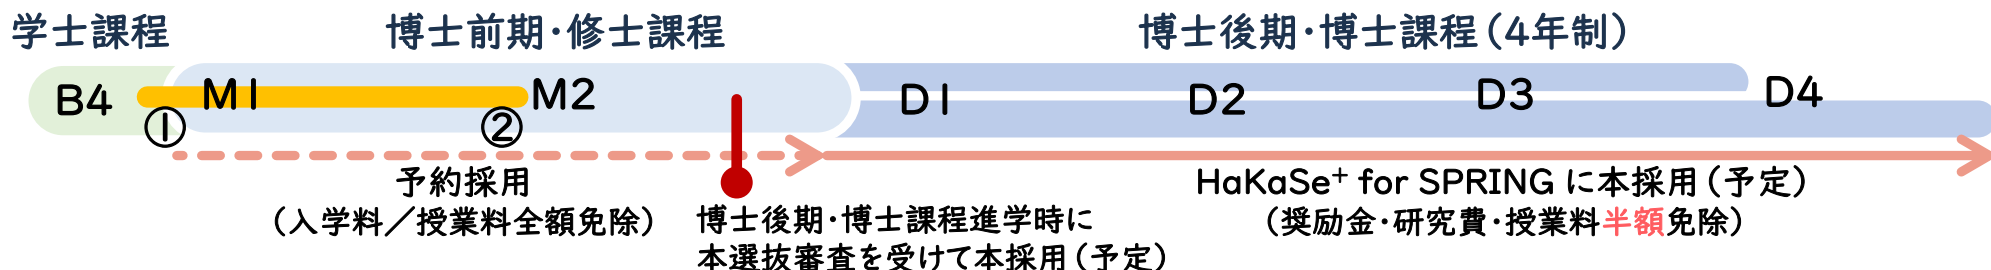 学士課程
博士前期・修士課程
博士後期・博士課程(4年制)
B4
M1
M2
D1
D2
D3
D4
①
②
予約採用
(入学料／授業料全額免除)
博士後期・博士課程進学時に
本選抜審査を受けて本採用(予定)
HaKaSe⁺ for SPRING に本採用(予定)
(奨励金・研究費・授業料半額免除)